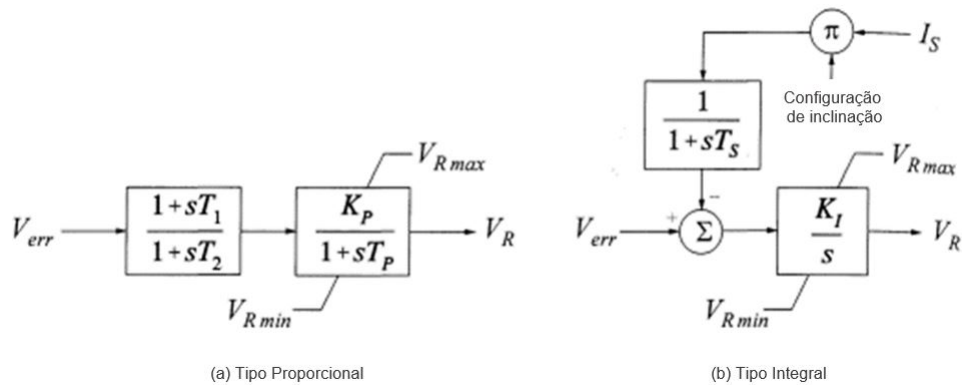 π
I_S
Configuração
de inclinação
1
1+sT_S
V_R max
V_R max
V_err
1+sT_1
1+sT_2
K_P
1+sT_P
V_R
V_err
+
−
Σ
K_I
s
V_R
V_R min
V_R min
(a) Tipo Proporcional
(b) Tipo Integral